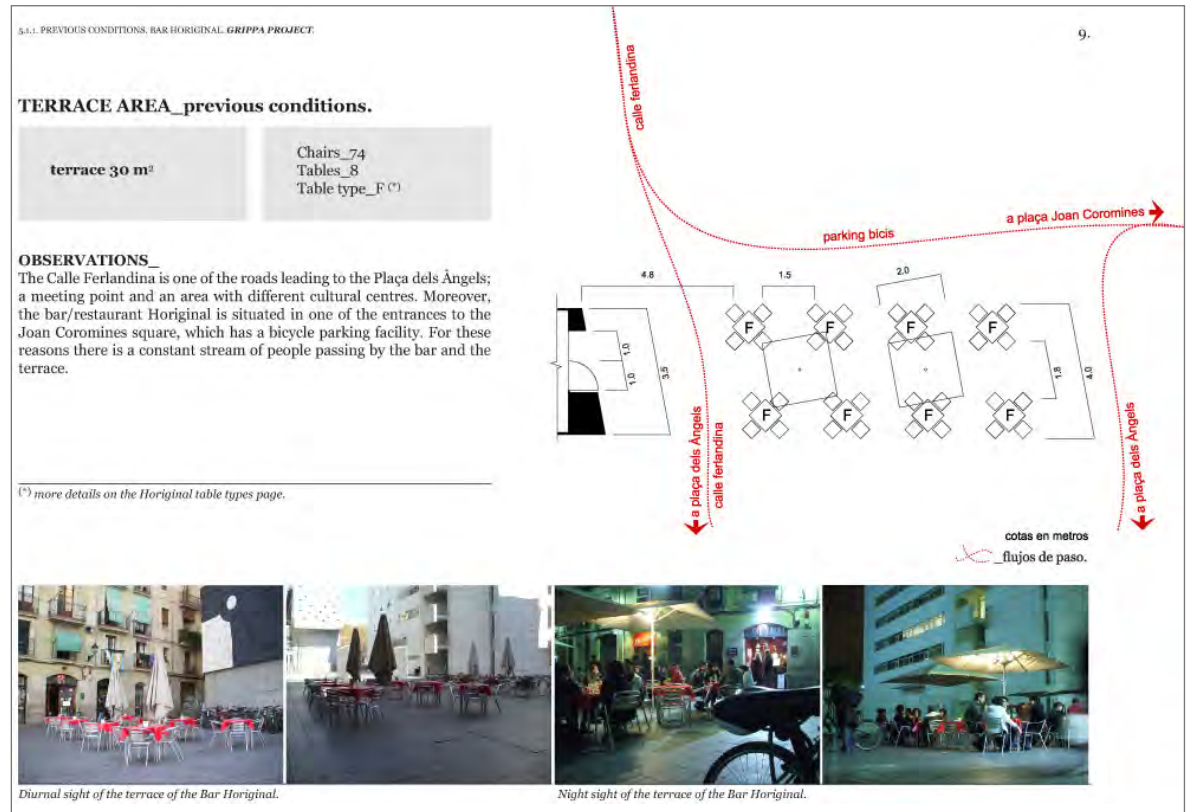 5.1.1. PREVIOUS CONDITIONS. BAR HORIGINAL. GRIPPA PROJECT.
9.
TERRACE AREA_previous conditions.
terrace 30 m²
Chairs_74
Tables_8
Table type_F (*)
OBSERVATIONS_
The Calle Ferlandina is one of the roads leading to the Plaça dels Àngels;
a meeting point and an area with different cultural centres. Moreover,
the bar/restaurant Horiginal is situated in one of the entrances to the
Joan Coromines square, which has a bicycle parking facility. For these
reasons there is a constant stream of people passing by the bar and the
terrace.
(*) more details on the Horiginal table types page.
calle ferlandina
a plaça Joan Coromines
parking bicis
4.8
1.5
2.0
F
F
F
F
1.0
1.0
3.5
1.8
4.0
F
F
F
F
a plaça dels Àngels
calle ferlandina
a plaça dels Àngels
cotas en metros
_flujos de paso.
Diurnal sight of the terrace of the Bar Horiginal.
Night sight of the terrace of the Bar Horiginal.